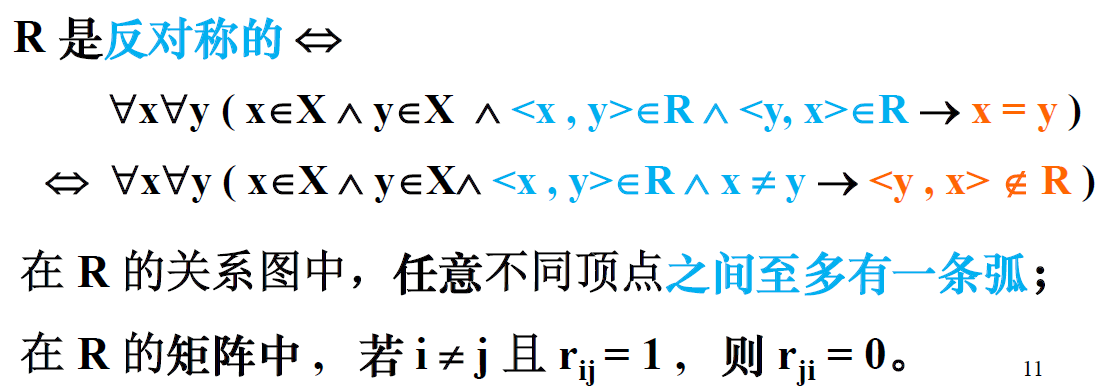 R 是反对称的 ⇔
∀x∀y ( x∈X ∧ y∈X ∧ <x , y>∈R ∧ <y, x>∈R → x = y )
⇔ ∀x∀y ( x∈X ∧ y∈X∧ <x , y>∈R ∧ x ≠ y → <y , x> ∉ R )
在 R 的关系图中，任意不同顶点之间至多有一条弧；
在 R 的矩阵中，若 i ≠ j 且 rij = 1，则 rji = 0。
11